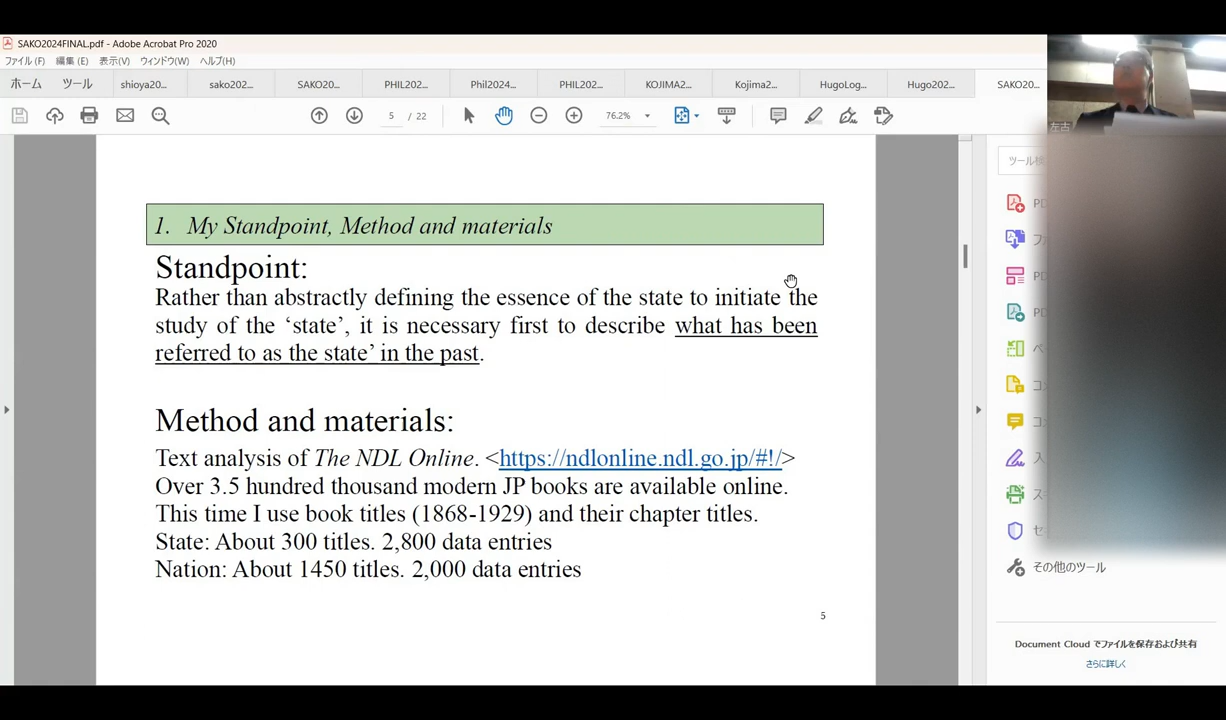 SAKO2024FINAL.pdf - Adobe Acrobat Pro 2020
ファイル(F) 編集(E) 表示(V) ウィンドウ(W) ヘルプ(H)
ホーム ツール shioya20... sako202... SAKO20... PHIL202... Phil2024... PHIL202... KOJIMA2... Kojima2... HugoLog... Hugo202... SAKO20...
5 / 22 76.2%
左古
ツール検
1. My Standpoint, Method and materials
Standpoint:
Rather than abstractly defining the essence of the state to initiate the
study of the ‘state’, it is necessary first to describe what has been
referred to as the state’ in the past.
Method and materials:
Text analysis of The NDL Online. <https://ndlonline.ndl.go.jp/#!/>
Over 3.5 hundred thousand modern JP books are available online.
This time I use book titles (1868-1929) and their chapter titles.
State: About 300 titles. 2,800 data entries
Nation: About 1450 titles. 2,000 data entries
5
その他のツール
Document Cloud でファイルを保存および共有
さらに詳しく